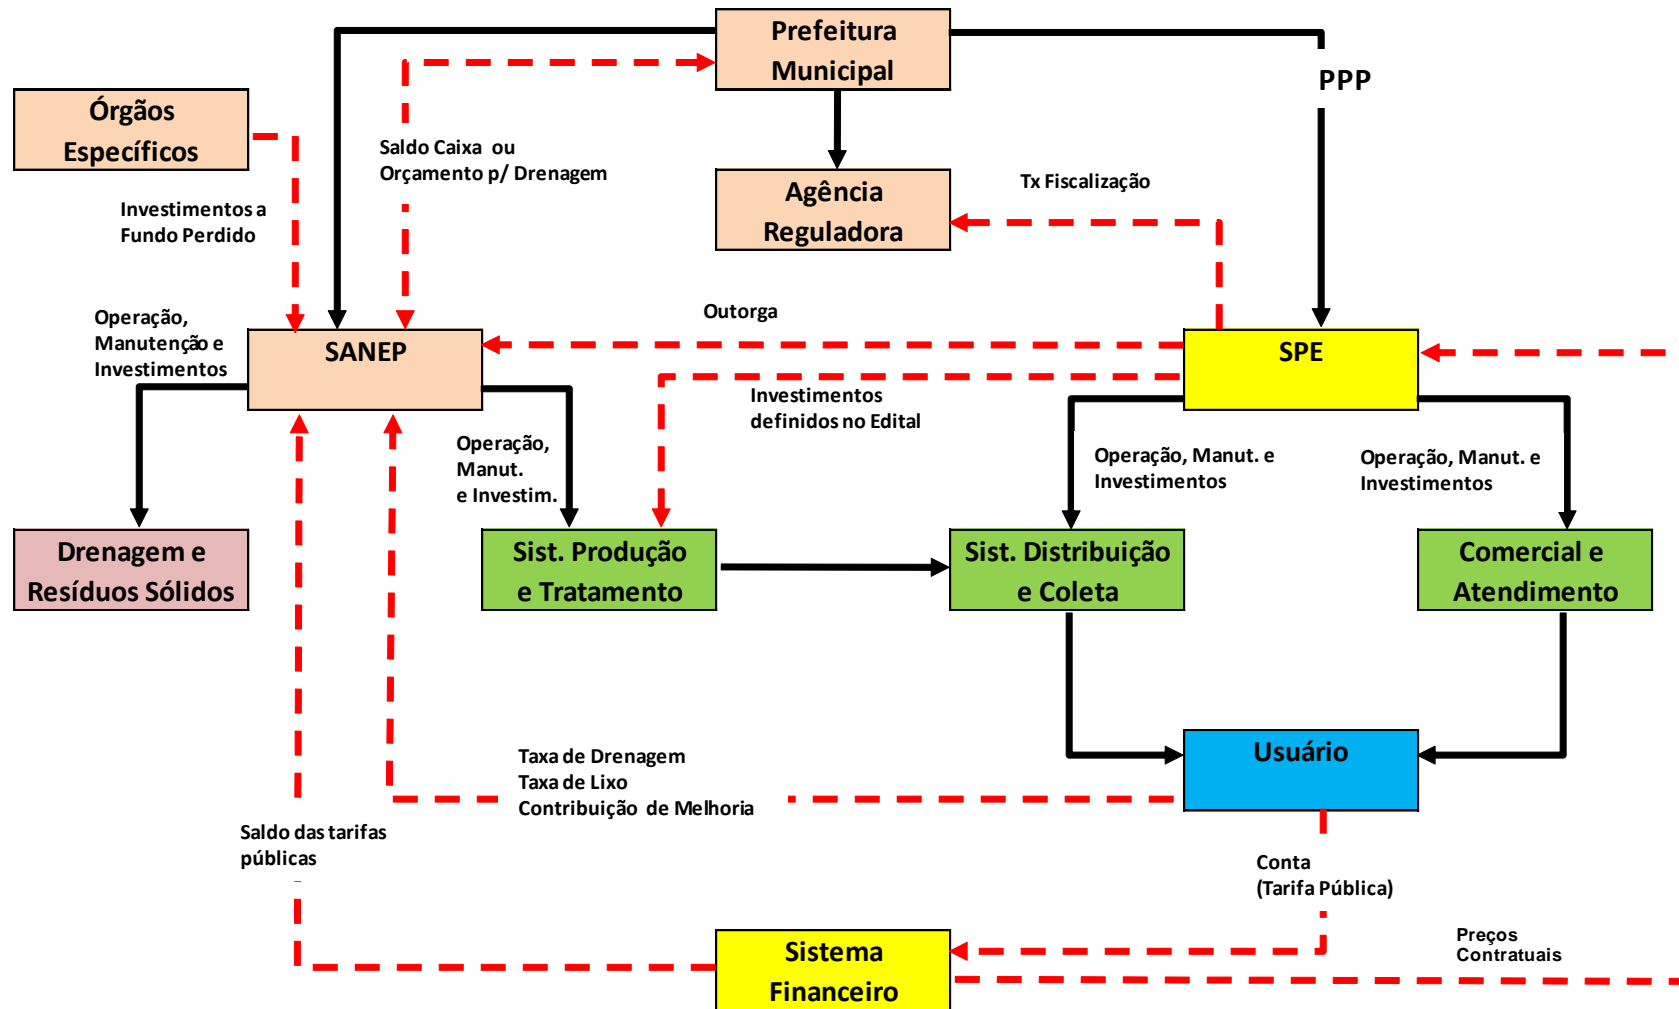 Prefeitura
Municipal
PPP
Órgãos
Específicos
Saldo Caixa ou
Orçamento p/ Drenagem
Agência
Reguladora
Tx Fiscalização
Investimentos a
Fundo Perdido
Outorga
Operação,
Manutenção e
Investimentos
SANEP
SPE
Investimentos
definidos no Edital
Operação,
Manut.
e Investim.
Operação, Manut. e
Investimentos
Operação, Manut. e
Investimentos
Drenagem e
Resíduos Sólidos
Sist. Produção
e Tratamento
Sist. Distribuição
e Coleta
Comercial e
Atendimento
Usuário
Taxa de Drenagem
Taxa de Lixo
Contribuição de Melhoria
Saldo das tarifas
públicas
Conta
(Tarifa Pública)
Sistema
Financeiro
Preços
Contratuais